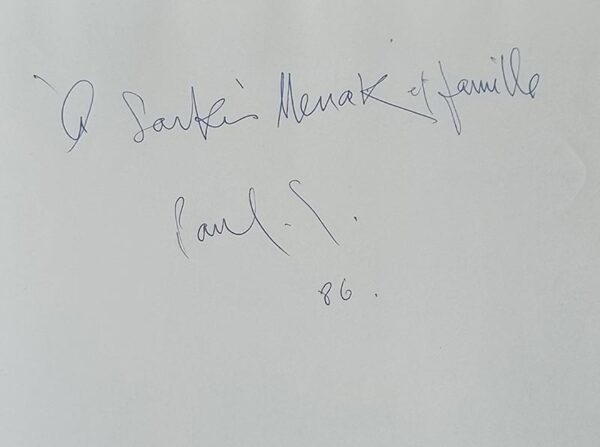 À Sarkis Menak et famille
Paul. G.
86.